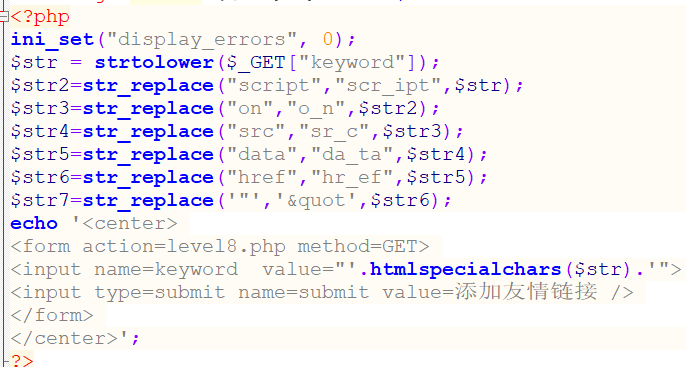 <?php
ini_set("display_errors", 0);
$str = strtolower($_GET["keyword"]);
$str2=str_replace("script","scr_ipt",$str);
$str3=str_replace("on","o_n",$str2);
$str4=str_replace("src","sr_c",$str3);
$str5=str_replace("data","da_ta",$str4);
$str6=str_replace("href","hr_ef",$str5);
$str7=str_replace('"','&quot',$str6);
echo '<center>
<form action=level8.php method=GET>
<input name=keyword  value="'.htmlspecialchars($str).'">
<input type=submit name=submit value=添加友情链接 />
</form>
</center>';
?>